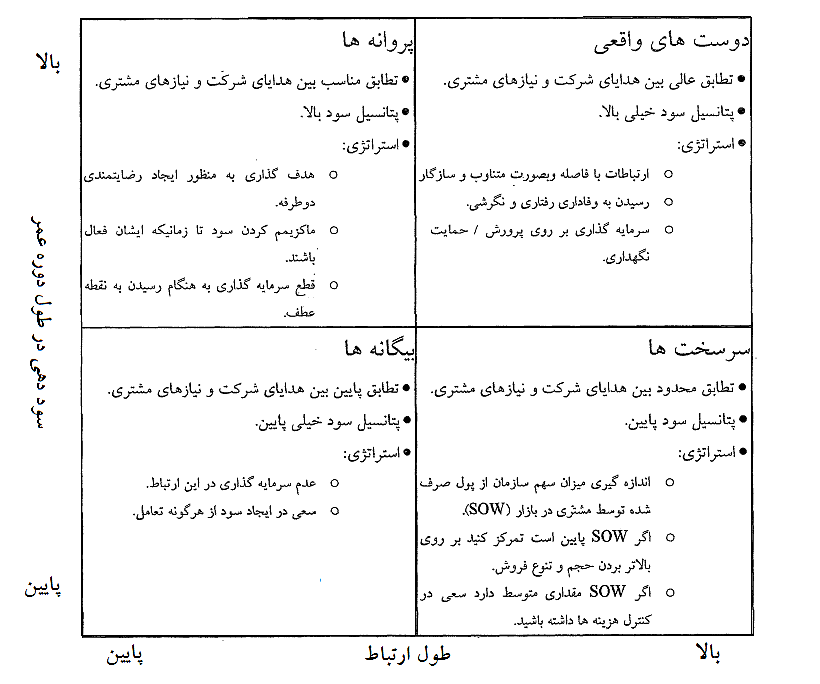 بالا
دوست های واقعی
● تطابق عالی بین هدایای شرکت و نیازهای مشتری.
● پتانسیل سود خیلی بالا.
● استراتژی:
○ ارتباطات با فاصله وبصورت متناوب و سازگار
○ رسیدن به وفاداری رفتاری و نگرشی.
○ سرمایه گذاری بر روی پرورش / حمایت
نگهداری.
پروانه ها
● تطابق مناسب بین هدایای شرکت و نیازهای مشتری.
● پتانسیل سود بالا.
● استراتژی:
○ هدف گذاری به منظور ایجاد رضایتمندی
دوطرفه.
○ ماکزیمم کردن سود تا زمانیکه ایشان فعال
باشند.
○ قطع سرمایه گذاری به هنگام رسیدن به نقطه
عطف.
سود دهی در طول دوره عمر
سرسخت ها
● تطابق محدود بین هدایای شرکت و نیازهای مشتری.
● پتانسیل سود پایین.
● استراتژی:
○ اندازه گیری میزان سهم سازمان از پول صرف
شده توسط مشتری در بازار (SOW).
○ اگر SOW پایین است تمرکز کنید بر روی
بالاتر بردن حجم و تنوع فروش.
○ اگر SOW مقداری متوسط دارد سعی در
کنترل هزینه ها داشته باشید.
بیگانه ها
● تطابق پایین بین هدایای شرکت و نیازهای مشتری.
● پتانسیل سود خیلی پایین.
● استراتژی:
○ عدم سرمایه گذاری در این ارتباط.
○ سعی در ایجاد سود از هرگونه تعامل.
پایین
بالا
طول ارتباط
پایین